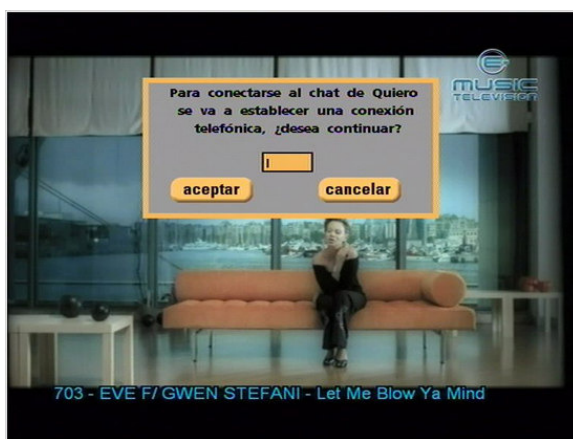 MUSIC
TELEVISION
Para conectarse al chat de Quiero
se va a establecer una conexión
telefónica, ¿desea continuar?
aceptar cancelar
703 - EVE F/ GWEN STEFANI - Let Me Blow Ya Mind